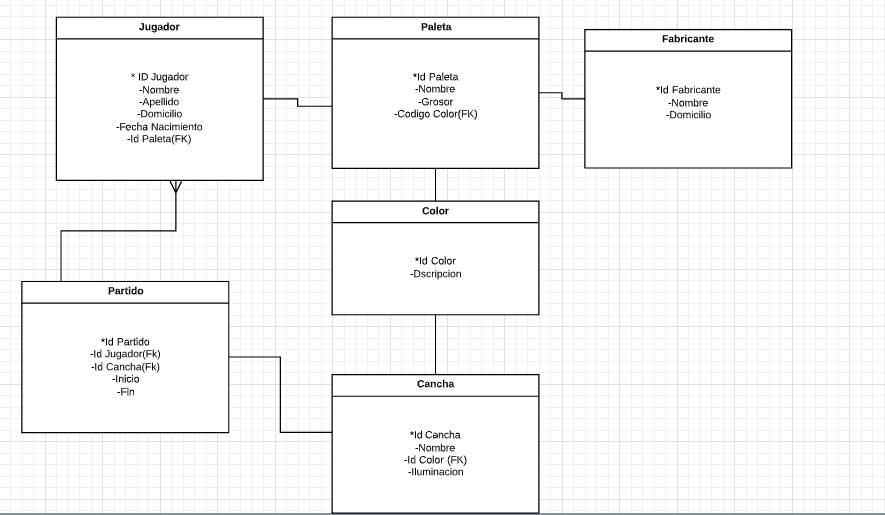 Jugador
* ID Jugador
-Nombre
-Apellido
-Domicilio
-Fecha Nacimiento
-Id Paleta(FK)
Paleta
*Id Paleta
-Nombre
-Grosor
-Codigo Color(FK)
Fabricante
*Id Fabricante
-Nombre
-Domicilio
Color
*Id Color
-Dscripcion
Partido
*Id Partido
-Id Jugador(Fk)
-Id Cancha(Fk)
-Inicio
-Fin
Cancha
*Id Cancha
-Nombre
-Id Color (FK)
-Iluminacion